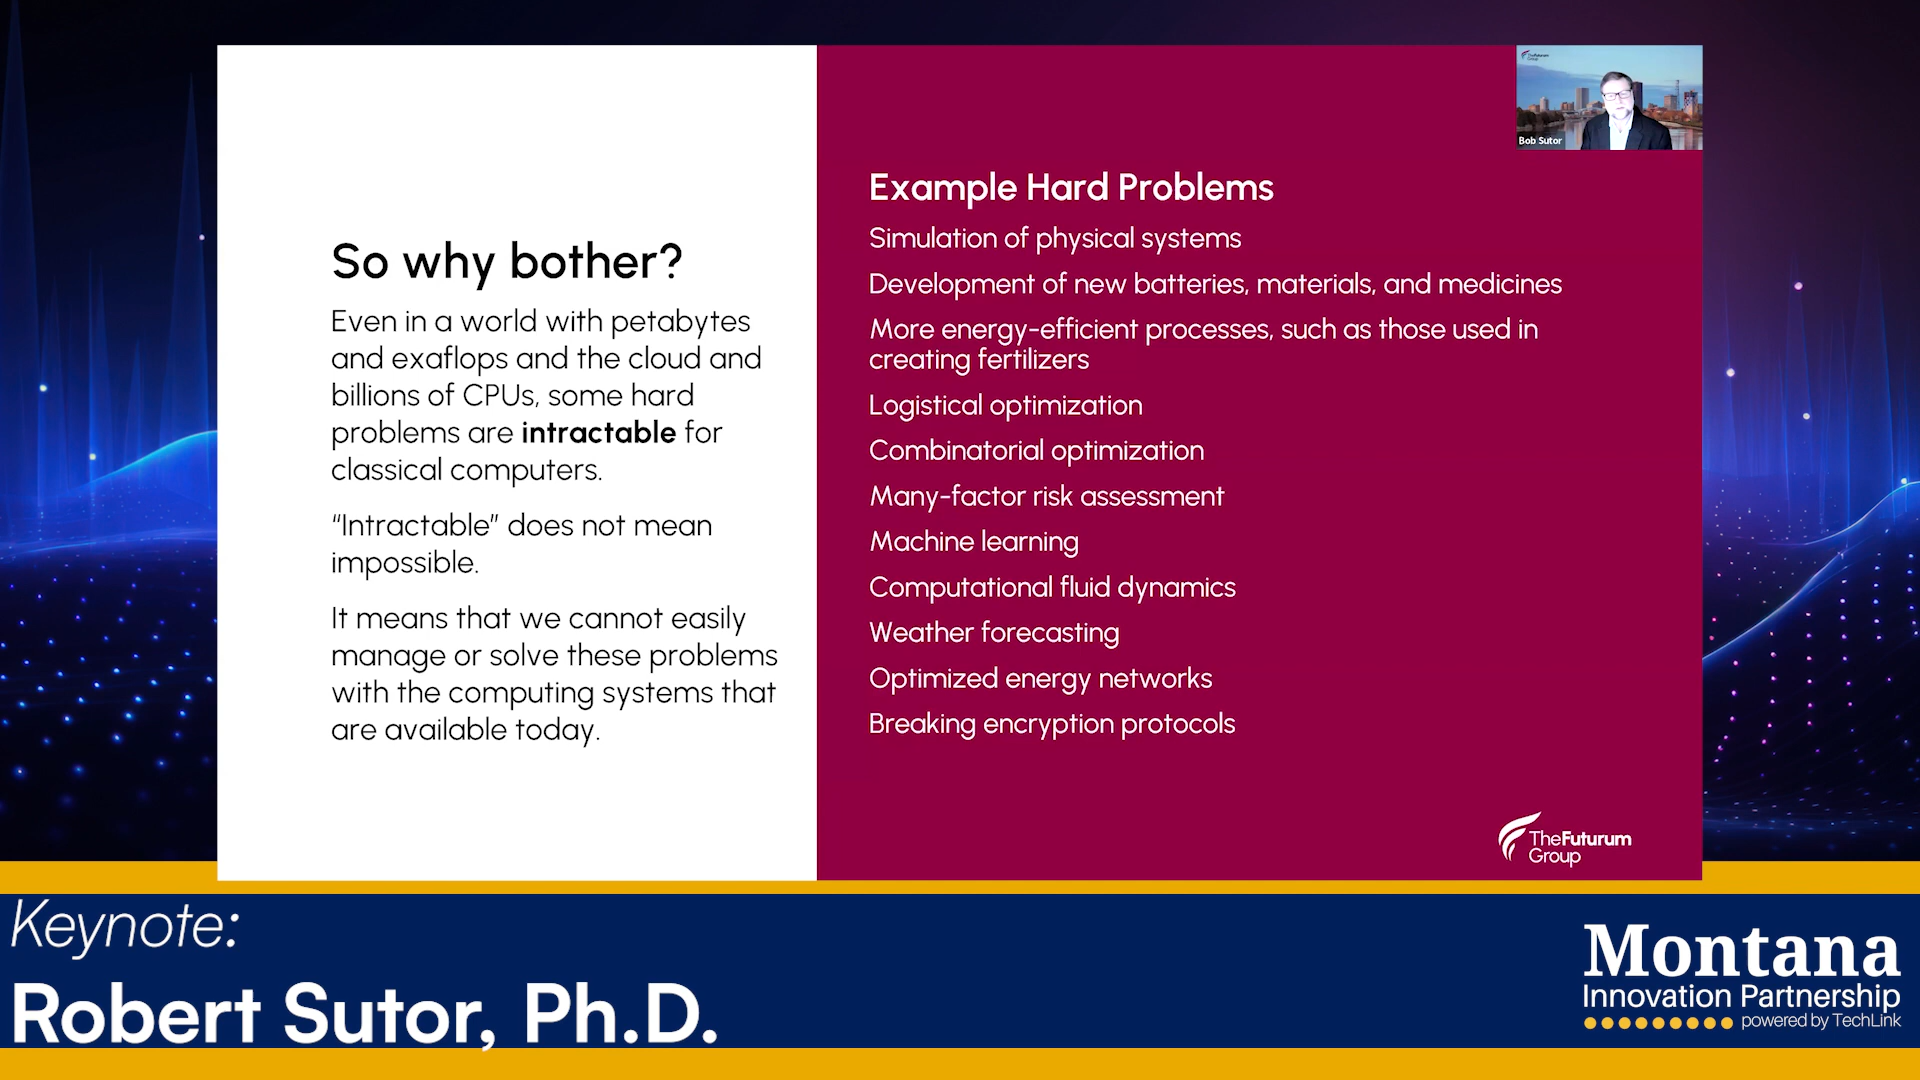 So why bother?
Even in a world with petabytes
and exaflops and the cloud and
billions of CPUs, some hard
problems are intractable for
classical computers.
“Intractable” does not mean
impossible.
It means that we cannot easily
manage or solve these problems
with the computing systems that
are available today.
TheFuturum
Group
Bob Sutor
Example Hard Problems
Simulation of physical systems
Development of new batteries, materials, and medicines
More energy-efficient processes, such as those used in
creating fertilizers
Logistical optimization
Combinatorial optimization
Many-factor risk assessment
Machine learning
Computational fluid dynamics
Weather forecasting
Optimized energy networks
Breaking encryption protocols
TheFuturum
Group
Keynote:
Robert Sutor, Ph.D.
Montana
Innovation Partnership
powered by TechLink